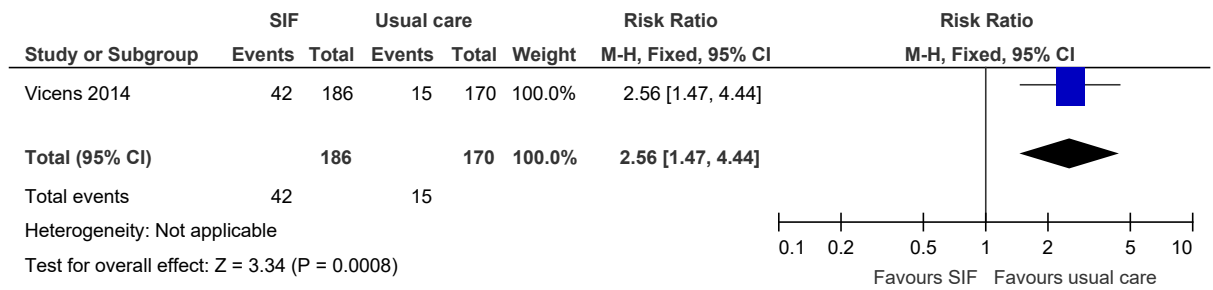 SIF Usual care Risk Ratio Risk Ratio
Study or Subgroup Events Total Events Total Weight M-H, Fixed, 95% CI M-H, Fixed, 95% CI
Vicens 2014 42 186 15 170 100.0% 2.56 [1.47, 4.44]
Total (95% CI) 186 170 100.0% 2.56 [1.47, 4.44]
Total events 42 15
Heterogeneity: Not applicable
Test for overall effect: Z = 3.34 (P = 0.0008)
0.1 0.2 0.5 1 2 5 10
Favours SIF Favours usual care